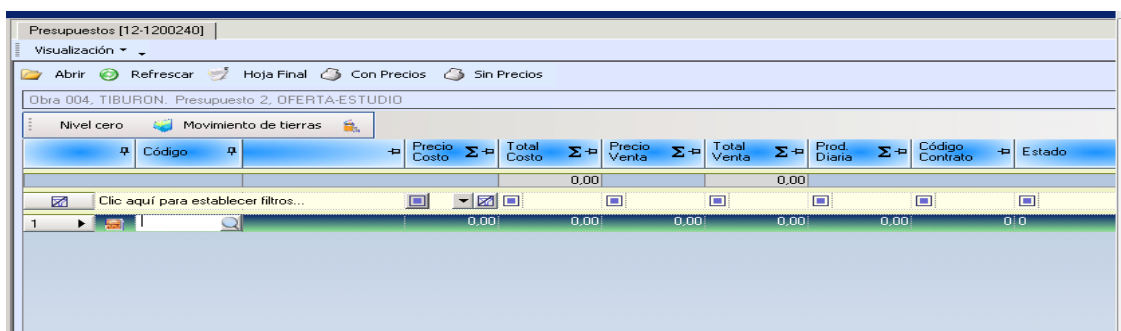 Presupuestos [12-1200240]
Visualización
Abrir Refrescar Hoja Final Con Precios Sin Precios
Obra 004, TIBURON. Presupuesto 2, OFERTA-ESTUDIO
Nivel cero Movimiento de tierras
Código Precio Costo Σ Total Costo Σ Precio Venta Σ Total Venta Σ Prod. Diaria Σ Código Contrato Estado
0,00 0,00
Clic aquí para establecer filtros...
1 0,00 0,00 0,00 0,00 0,00 0 0